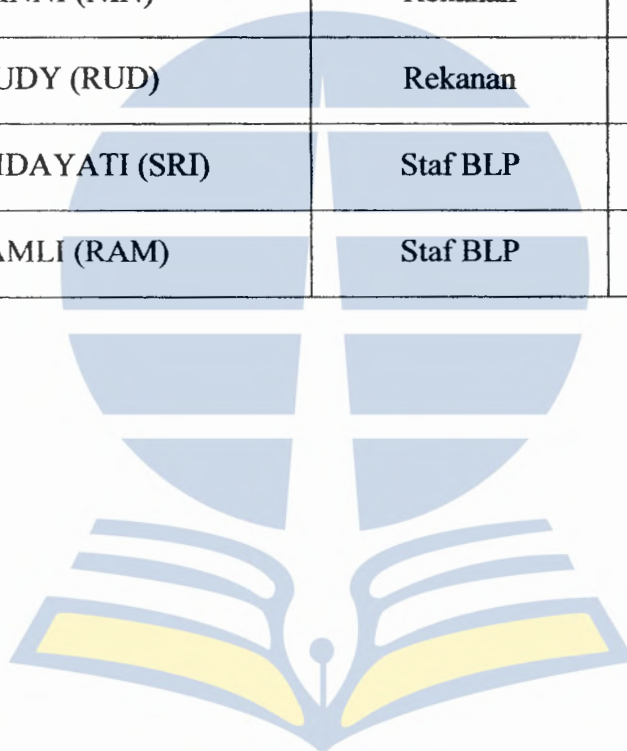 UDY (RUD) Rekanan
IDAYATI (SRI) Staf BLP
AMLI (RAM) Staf BLP